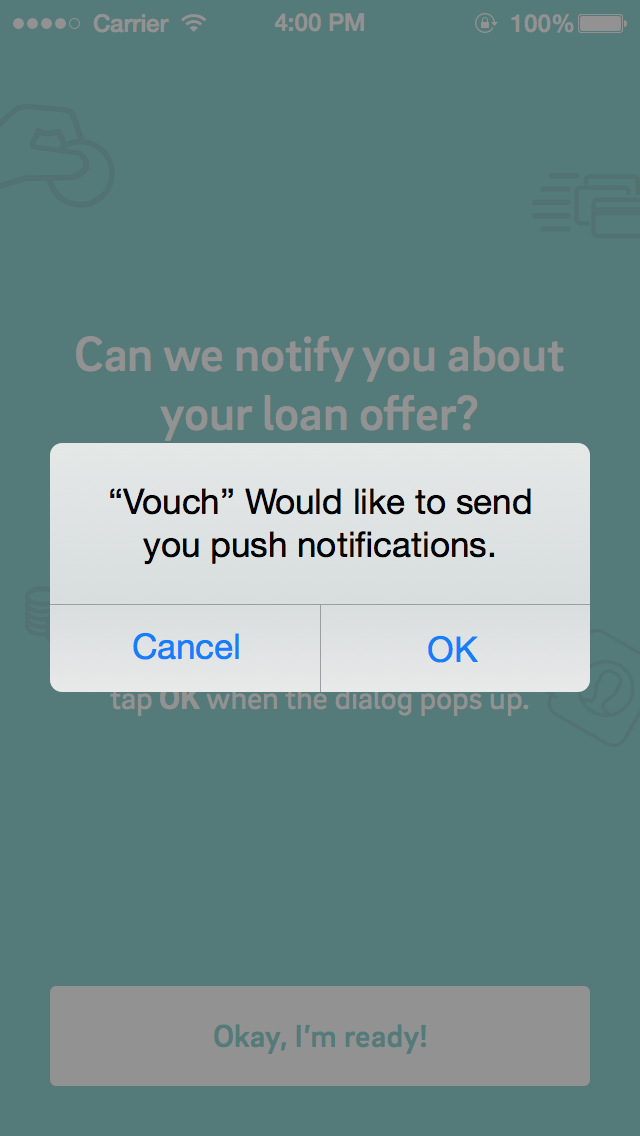 Carrier 4:00 PM 100%
Can we notify you about
your loan offer?
“Vouch” Would like to send
you push notifications.
Cancel OK
tap OK when the dialog pops up.
Okay, I’m ready!